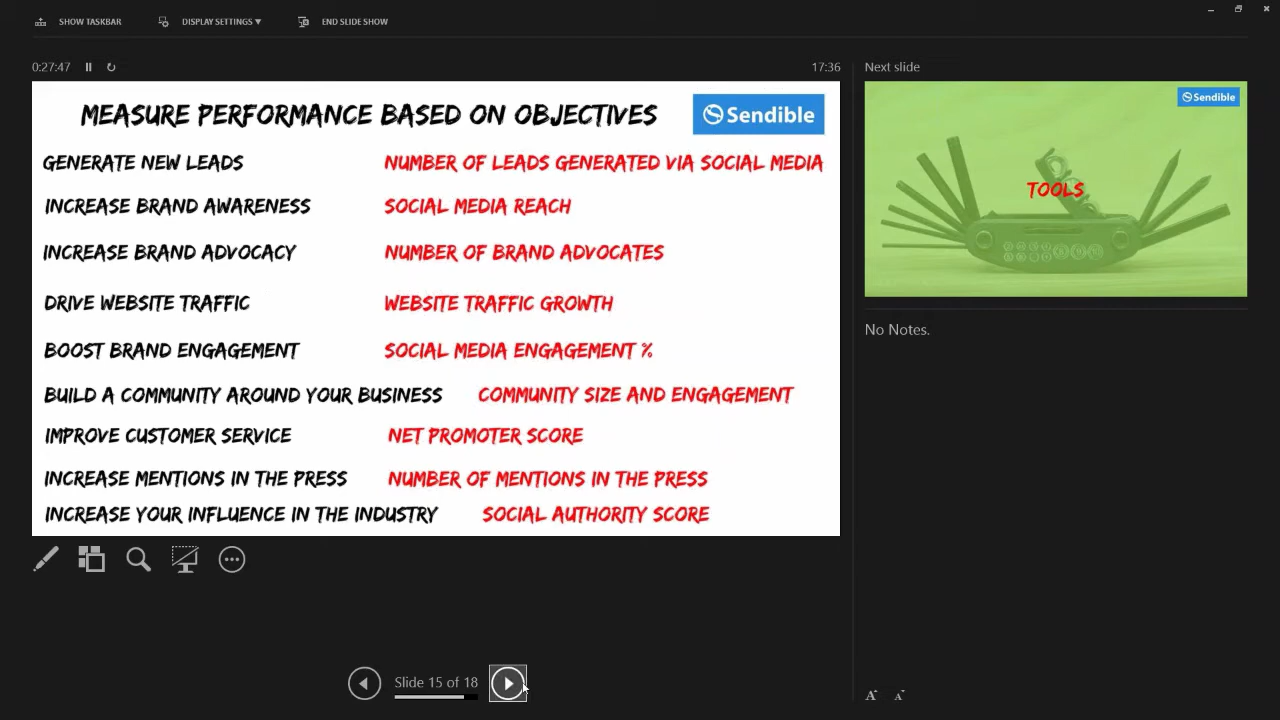 SHOW TASKBAR
DISPLAY SETTINGS ▼
END SLIDE SHOW
0:27:47
17:36
Next slide
MEASURE PERFORMANCE BASED ON OBJECTIVES
Sendible
GENERATE NEW LEADS NUMBER OF LEADS GENERATED VIA SOCIAL MEDIA
INCREASE BRAND AWARENESS SOCIAL MEDIA REACH
INCREASE BRAND ADVOCACY NUMBER OF BRAND ADVOCATES
DRIVE WEBSITE TRAFFIC WEBSITE TRAFFIC GROWTH
BOOST BRAND ENGAGEMENT SOCIAL MEDIA ENGAGEMENT %
BUILD A COMMUNITY AROUND YOUR BUSINESS COMMUNITY SIZE AND ENGAGEMENT
IMPROVE CUSTOMER SERVICE NET PROMOTER SCORE
INCREASE MENTIONS IN THE PRESS NUMBER OF MENTIONS IN THE PRESS
INCREASE YOUR INFLUENCE IN THE INDUSTRY SOCIAL AUTHORITY SCORE
Sendible
TOOLS
No Notes.
Slide 15 of 18
A A